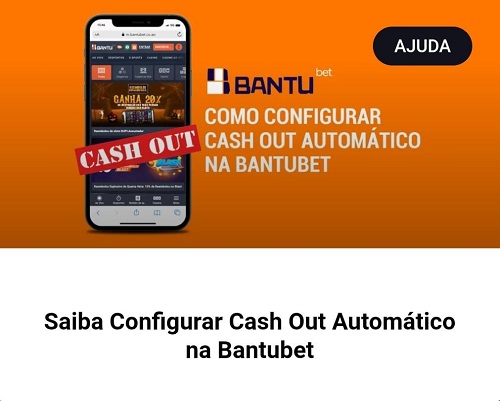 AJUDA
BANTU bet
COMO CONFIGURAR
CASH OUT AUTOMÁTICO
NA BANTUBET
BANTU
GANHA 20X
CASH OUT
Saiba Configurar Cash Out Automático
na Bantubet